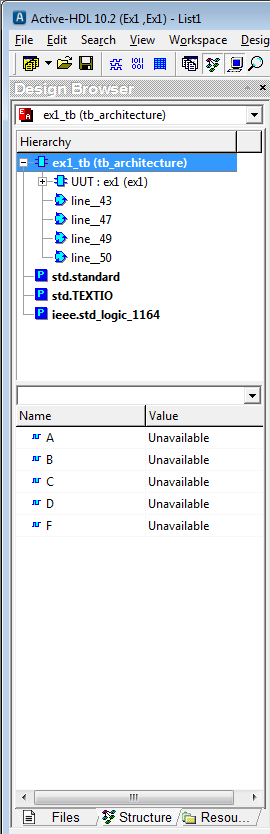 Active-HDL 10.2 (Ex1 ,Ex1) - List1
File Edit Search View Workspace Desig
Design Browser
ex1_tb (tb_architecture)
Hierarchy
ex1_tb (tb_architecture)
UUT : ex1 (ex1)
line__43
line__47
line__49
line__50
std.standard
std.TEXTIO
ieee.std_logic_1164
Name Value
A Unavailable
B Unavailable
C Unavailable
D Unavailable
F Unavailable
Files Structure Resou...